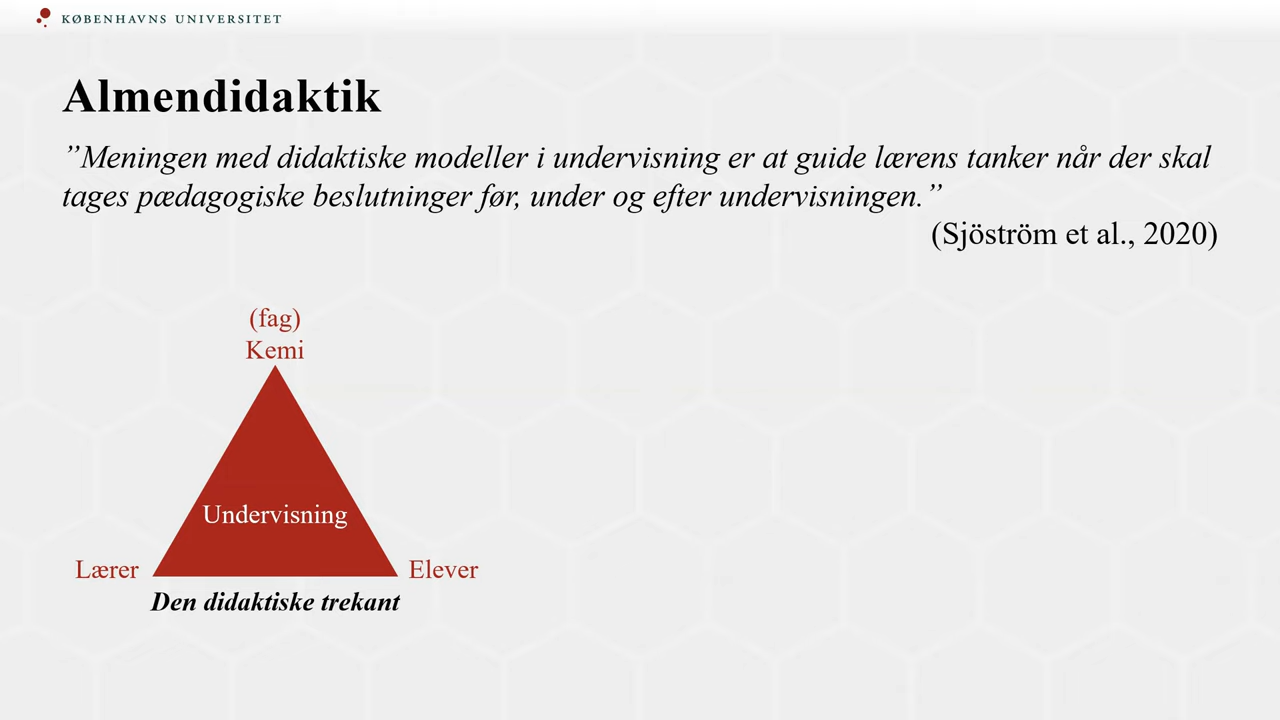 KØBENHAVNS UNIVERSITET
Almendidaktik
”Meningen med didaktiske modeller i undervisning er at guide lærens tanker når der skal
tages pædagogiske beslutninger før, under og efter undervisningen.”
(Sjöström et al., 2020)
(fag)
Kemi
Undervisning
Lærer
Elever
Den didaktiske trekant